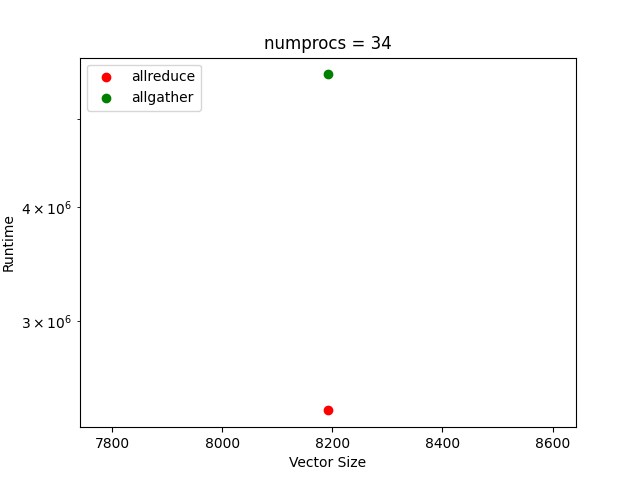 numprocs = 34
allreduce
allgather
4 × 10⁶
3 × 10⁶
Runtime
7800 8000 8200 8400 8600
Vector Size